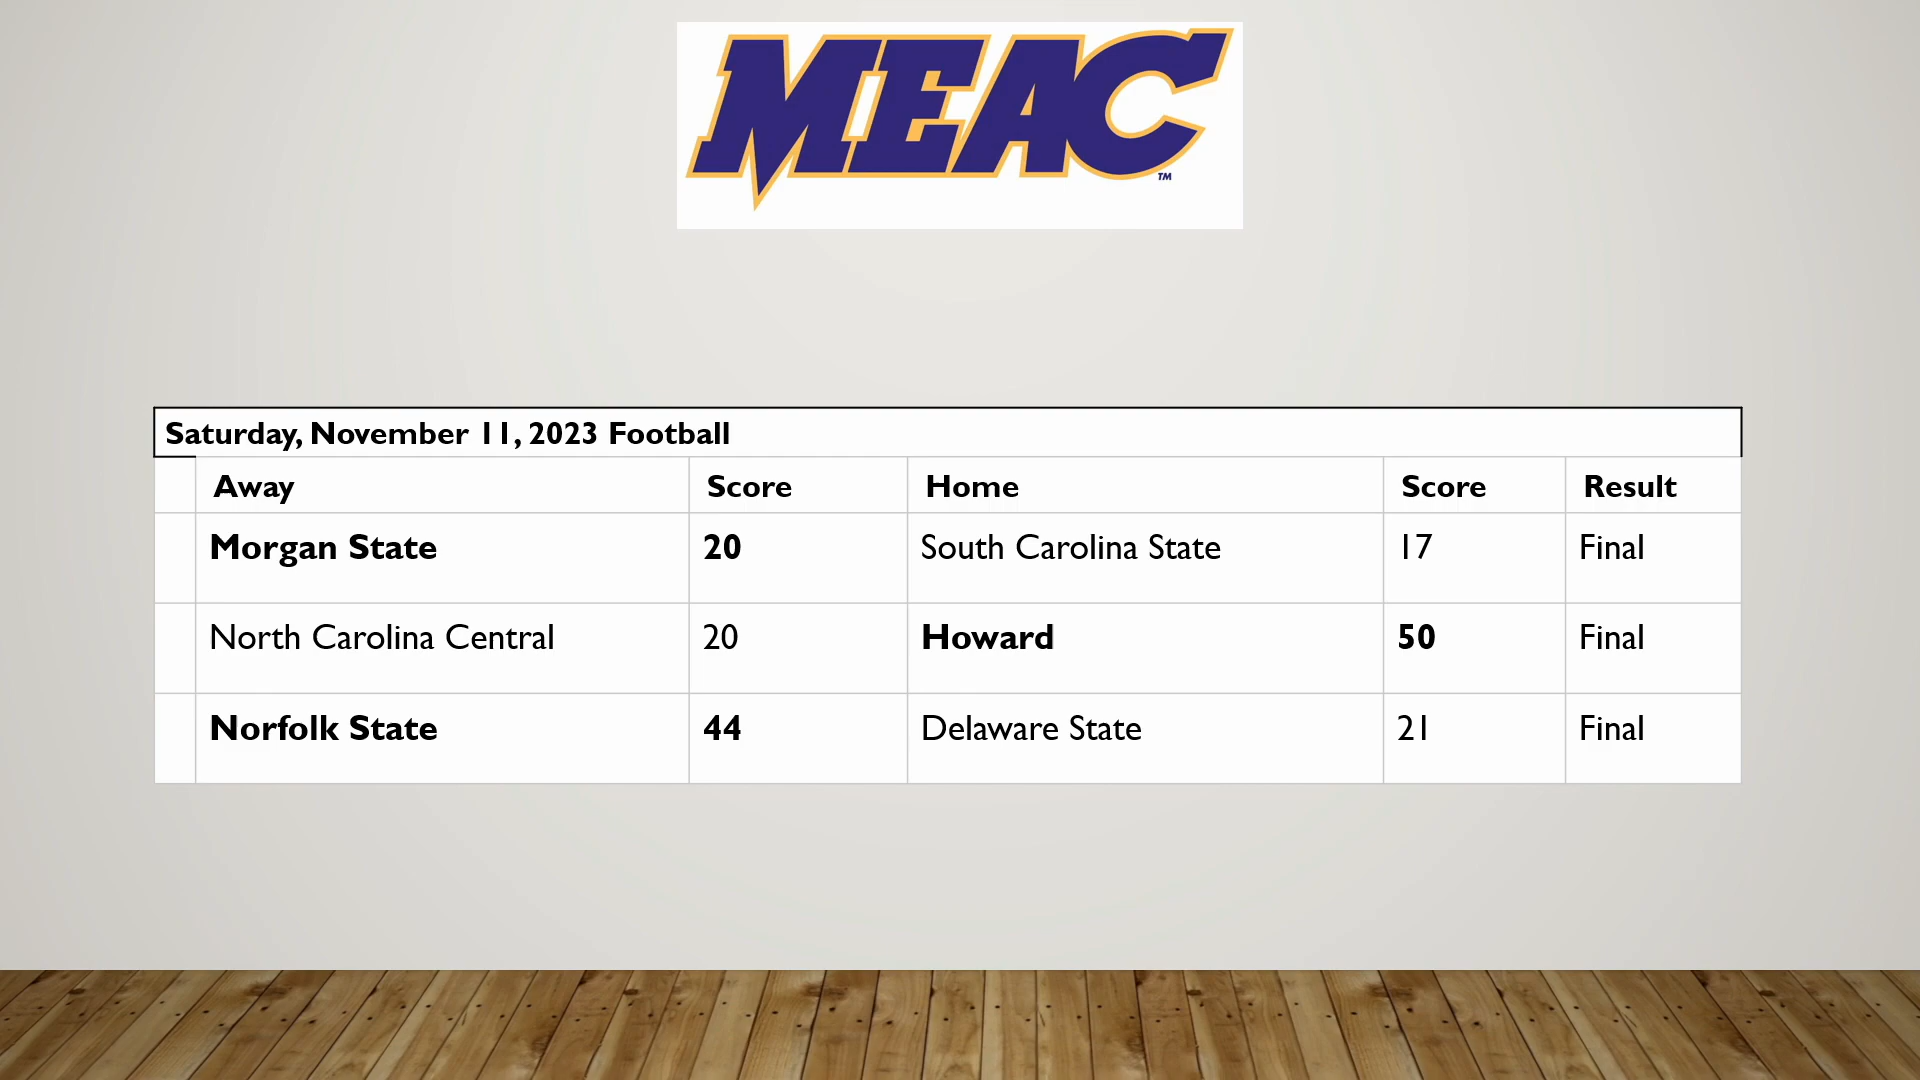 MEAC
TM
Saturday, November 11, 2023 Football
Away Score Home Score Result
Morgan State 20 South Carolina State 17 Final
North Carolina Central 20 Howard 50 Final
Norfolk State 44 Delaware State 21 Final